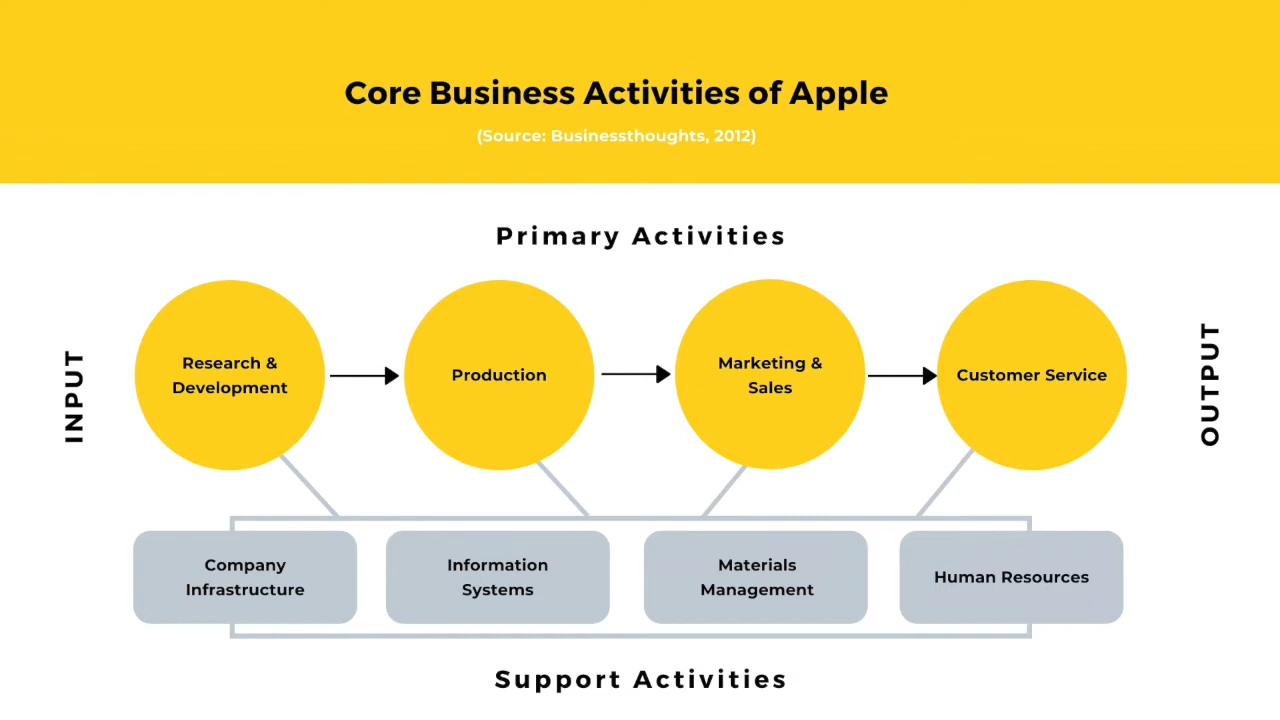 Core Business Activities of Apple
(Source: Businessthoughts, 2012)
Primary Activities
INPUT
Research &
Development
Production
Marketing &
Sales
Customer Service
OUTPUT
Company
Infrastructure
Information
Systems
Materials
Management
Human Resources
Support Activities